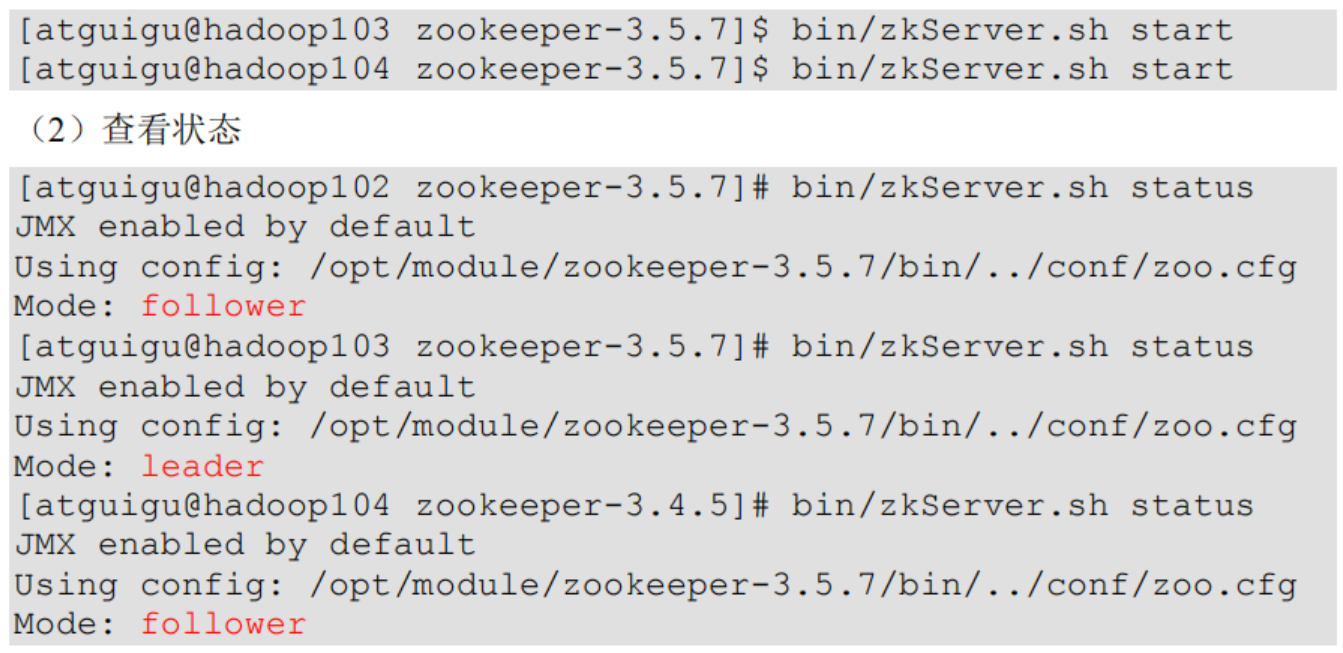 [atguigu@hadoop103 zookeeper-3.5.7]$ bin/zkServer.sh start
[atguigu@hadoop104 zookeeper-3.5.7]$ bin/zkServer.sh start
（2）查看状态
[atguigu@hadoop102 zookeeper-3.5.7]# bin/zkServer.sh status
JMX enabled by default
Using config: /opt/module/zookeeper-3.5.7/bin/../conf/zoo.cfg
Mode: follower
[atguigu@hadoop103 zookeeper-3.5.7]# bin/zkServer.sh status
JMX enabled by default
Using config: /opt/module/zookeeper-3.5.7/bin/../conf/zoo.cfg
Mode: leader
[atguigu@hadoop104 zookeeper-3.4.5]# bin/zkServer.sh status
JMX enabled by default
Using config: /opt/module/zookeeper-3.5.7/bin/../conf/zoo.cfg
Mode: follower